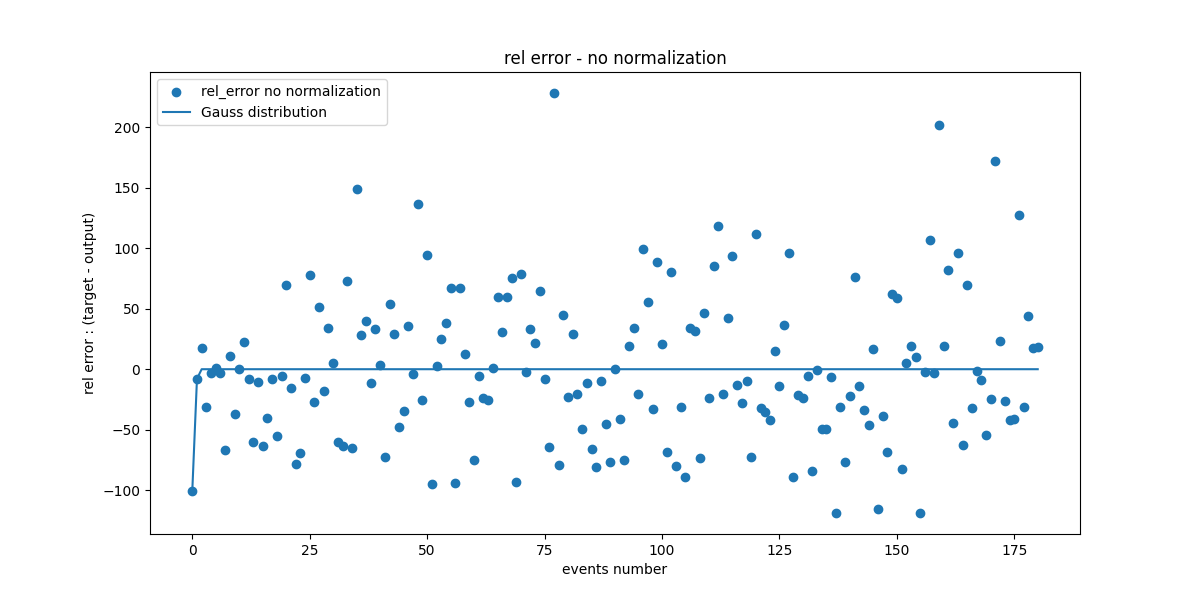 rel error - no normalization
rel_error no normalization
Gauss distribution
rel error : (target - output)
200
150
100
50
0
−50
−100
0 25 50 75 100 125 150 175
events number